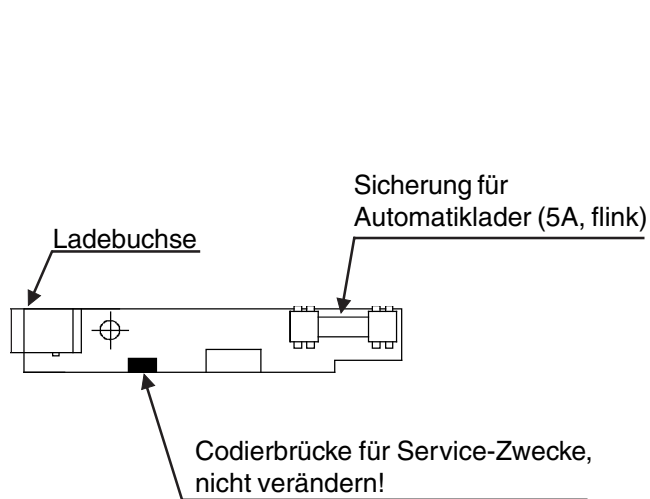 Sicherung für
Automatiklader (5A, flink)
Ladebuchse
Codierbrücke für Service-Zwecke,
nicht verändern!